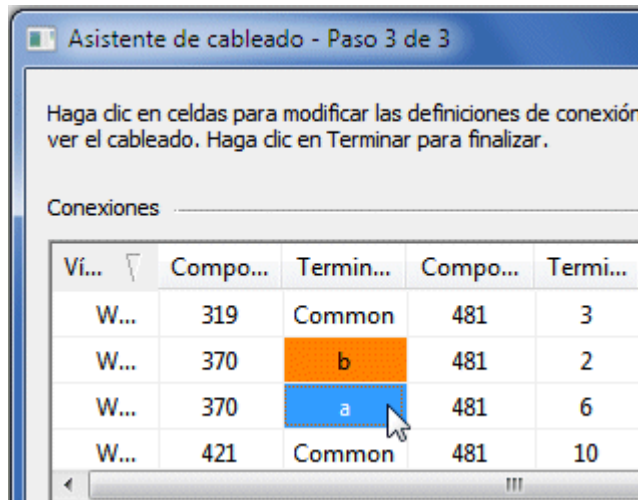 Asistente de cableado - Paso 3 de 3
Haga clic en celdas para modificar las definiciones de conexión
ver el cableado. Haga clic en Terminar para finalizar.
Conexiones
Ví... Compo... Termin... Compo... Termi...
W... 319 Common 481 3
W... 370 b 481 2
W... 370 a 481 6
W... 421 Common 481 10